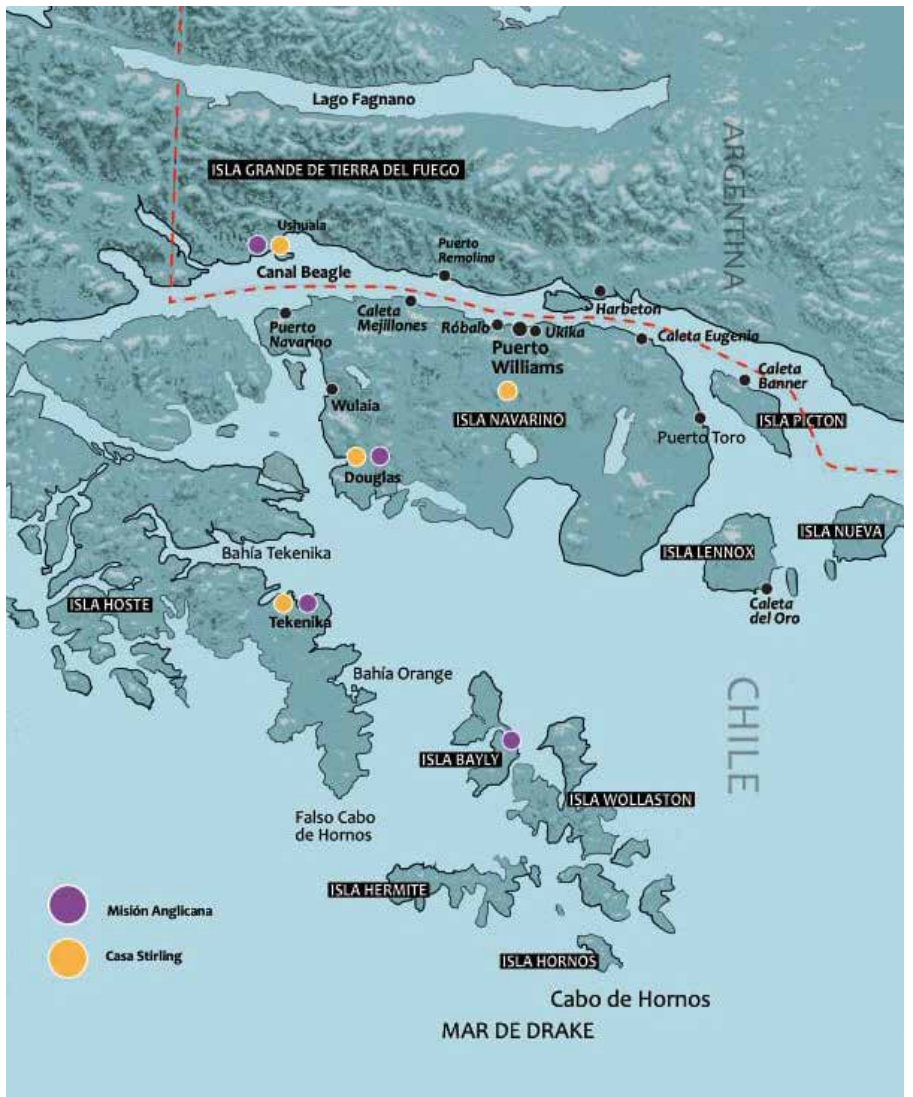 Lago Fagnano
ARGENTINA
ISLA GRANDE DE TIERRA DEL FUEGO
Ushuaia
Canal Beagle
Puerto
Remolino
Harbeton
Puerto
Navarino
Caleta
Mejillones
Róbalo
Ukika
Puerto
Williams
Caleta Eugenia
Caleta
Banner
Wulaia
ISLA NAVARINO
ISLA PICTON
Puerto Toro
Douglas
Bahía Tekenika
ISLA LENNOX
ISLA NUEVA
ISLA HOSTE
Tekenika
Caleta
del Oro
Bahía Orange
CHILE
ISLA BAYLY
ISLA WOLLASTON
Falso Cabo
de Hornos
ISLA HERMITE
Misión Anglicana
Casa Stirling
ISLA HORNOS
Cabo de Hornos
MAR DE DRAKE